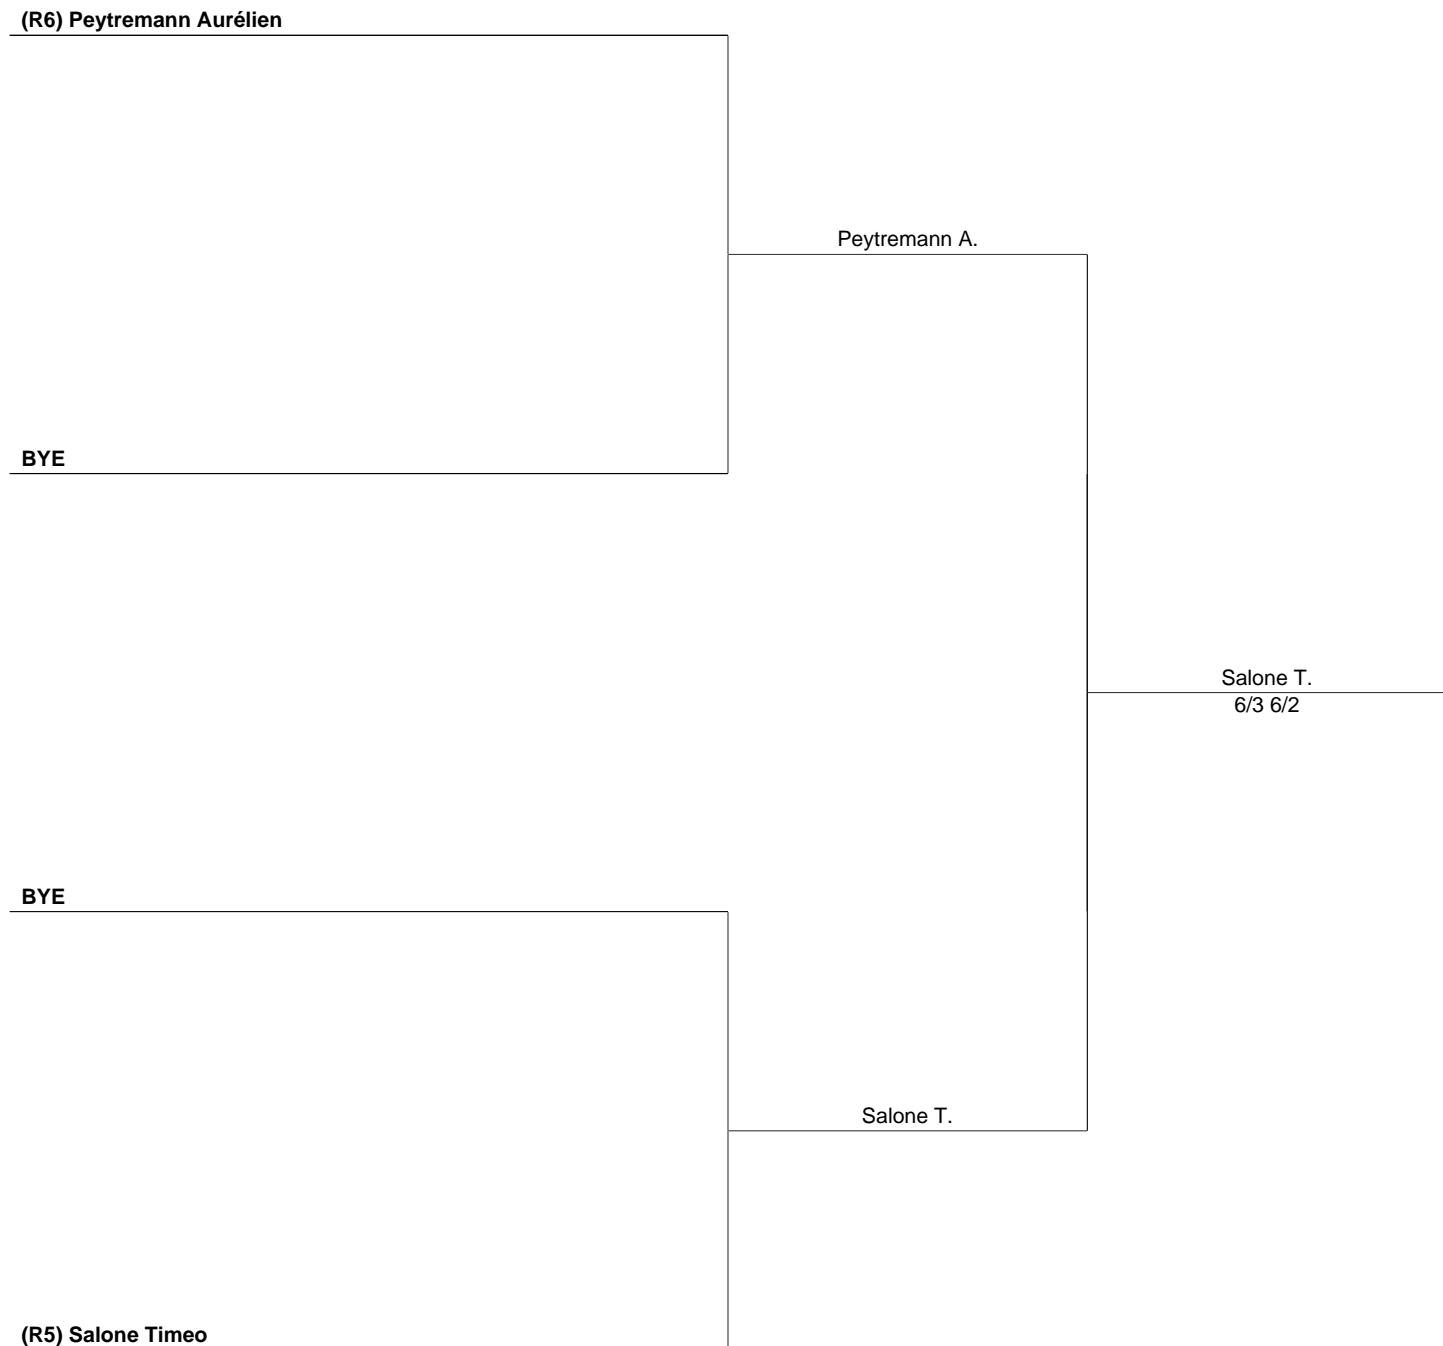 (R6) Peytremann Aurélien
Peytremann A.
BYE
Salone T.
6/3 6/2
BYE
Salone T.
(R5) Salone Timeo